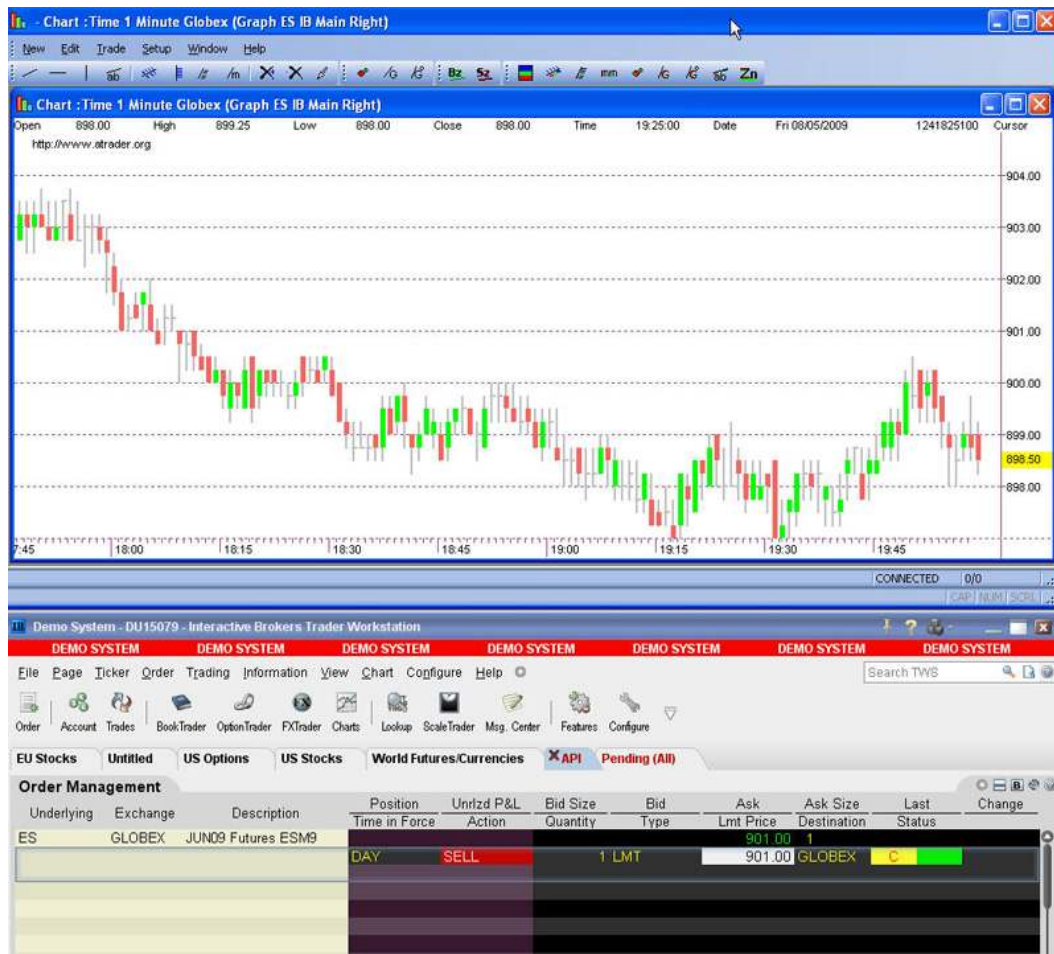 - Chart :Time 1 Minute Globex (Graph ES IB Main Right)
New Edit Trade Setup Window Help
Bz Sz Zn
Chart :Time 1 Minute Globex (Graph ES IB Main Right)
Open 898.00 High 899.25 Low 898.00 Close 898.00 Time 19:25:00 Date Fri 08/05/2009 1241825100 Cursor
http://www.atrader.org
904.00
903.00
902.00
901.00
900.00
899.00
898.50
898.00
7:45 18:00 18:15 18:30 18:45 19:00 19:15 19:30 19:45
CONNECTED 0/0
CAP NUM SCRL
Demo System - DU15079 - Interactive Brokers Trader Workstation
DEMO SYSTEM DEMO SYSTEM DEMO SYSTEM DEMO SYSTEM DEMO SYSTEM DEMO SYSTEM DEMO SYSTEM
File Page Ticker Order Trading Information View Chart Configure Help Search TWS
Order Account Trades BookTrader OptionTrader FXTrader Charts Lookup ScaleTrader Msg. Center Features Configure
EU Stocks Untitled US Options US Stocks World Futures/Currencies API Pending (All)
Order Management
Underlying Exchange Description Position Unrlzd P&L Bid Size Bid Ask Ask Size Last Change
Time in Force Action Quantity Type Lmt Price Destination Status
ES GLOBEX JUN09 Futures ESM9 901.00 1
DAY SELL 1 LMT 901.00 GLOBEX C